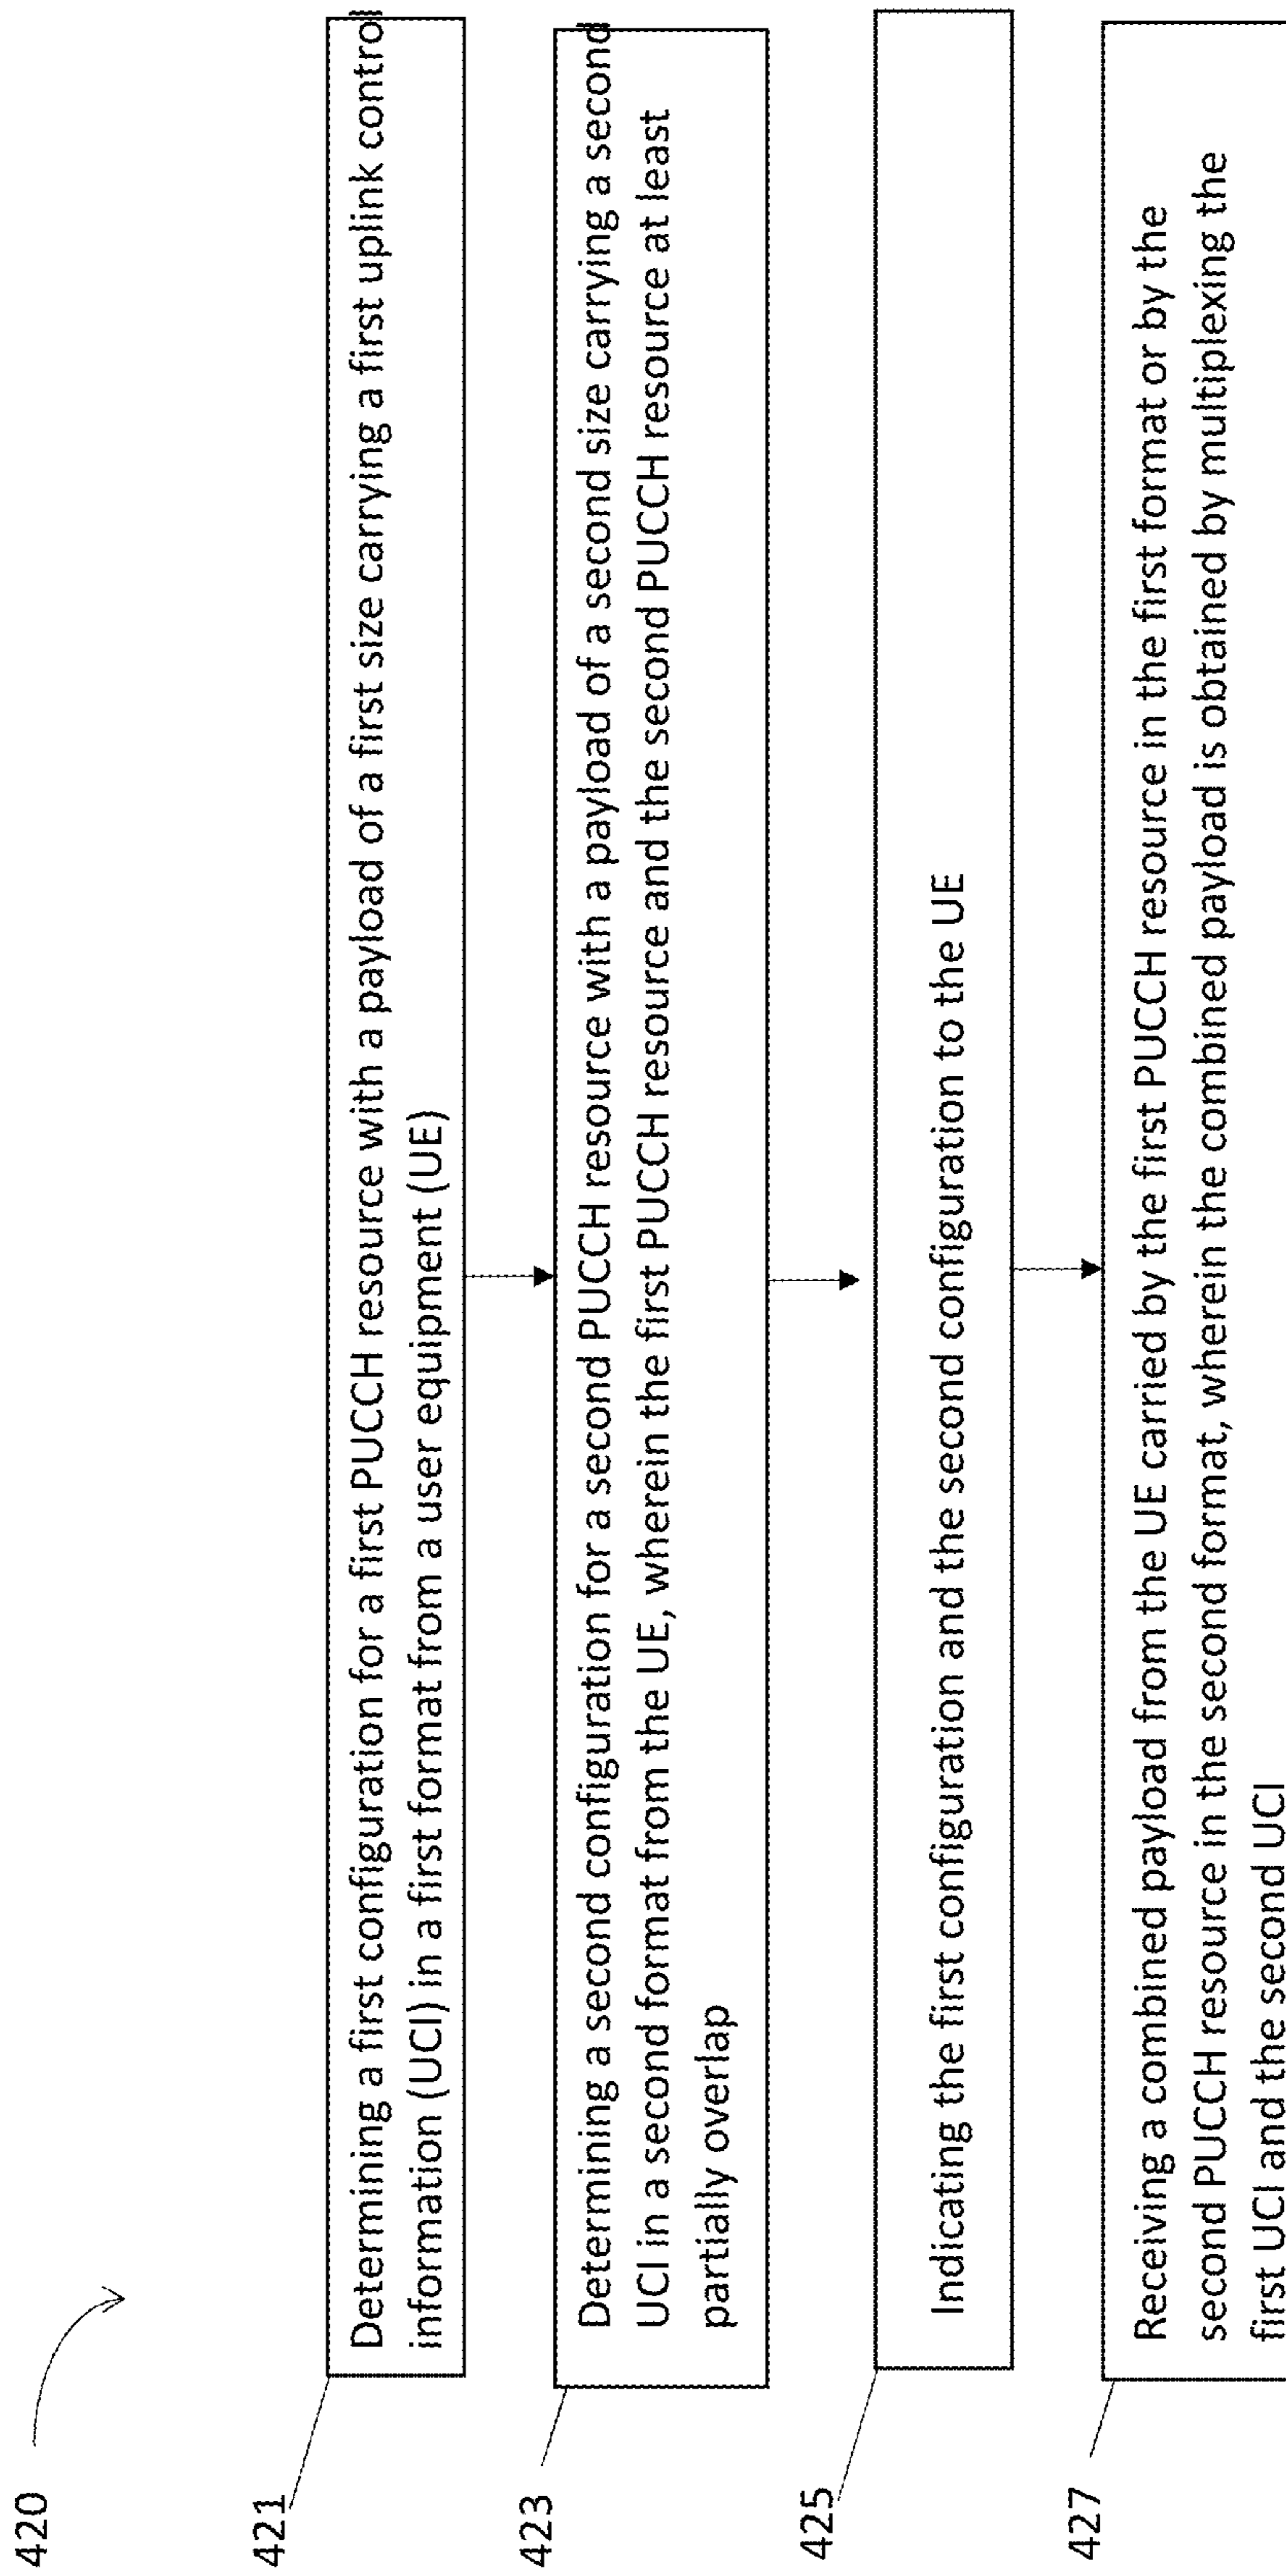 420
421
Determining a first configuration for a first PUCCH resource with a payload of a first size carrying a first uplink control
information (UCI) in a first format from a user equipment (UE)
423
Determining a second configuration for a second PUCCH resource with a payload of a second size carrying a second
UCI in a second format from the UE, wherein the first PUCCH resource and the second PUCCH resource at least
partially overlap
425
Indicating the first configuration and the second configuration to the UE
427
Receiving a combined payload from the UE carried by the first PUCCH resource in the first format or by the
second PUCCH resource in the second format, wherein the combined payload is obtained by multiplexing the
first UCI and the second UCI